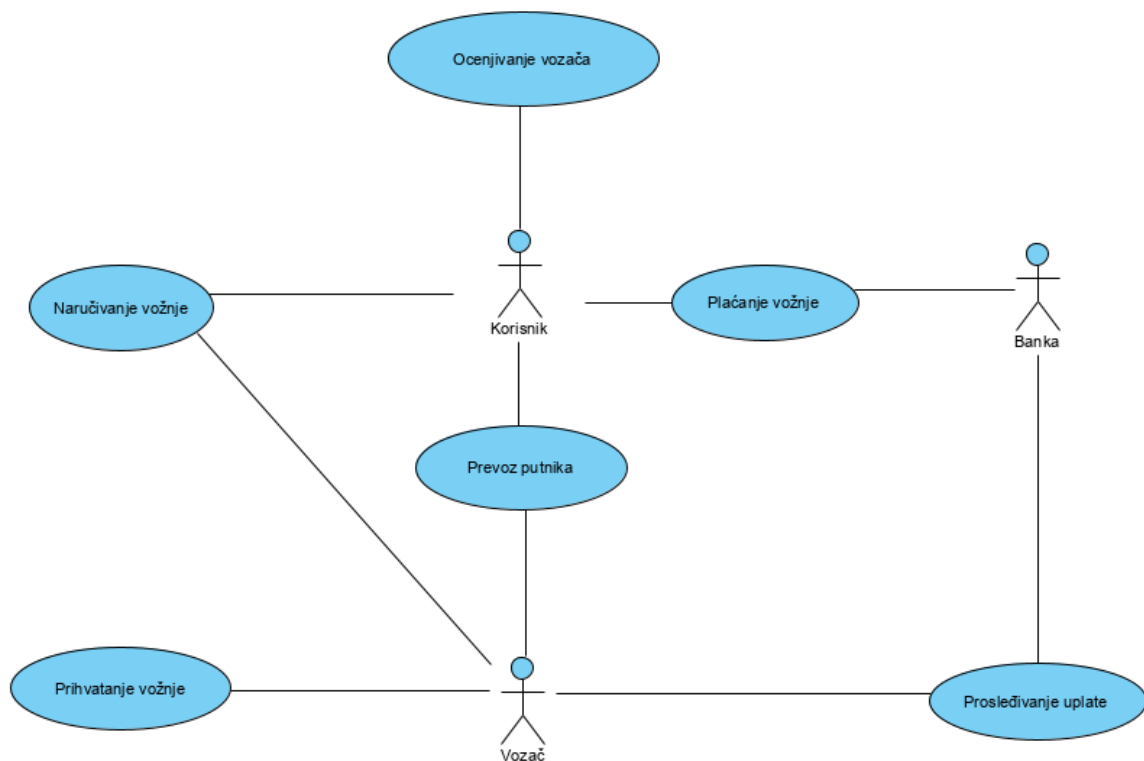 Ocenjivanje vozača
Naručivanje vožnje
Korisnik
Plaćanje vožnje
Banka
Prevoz putnika
Prihvatanje vožnje
Vozač
Prosleđivanje uplate